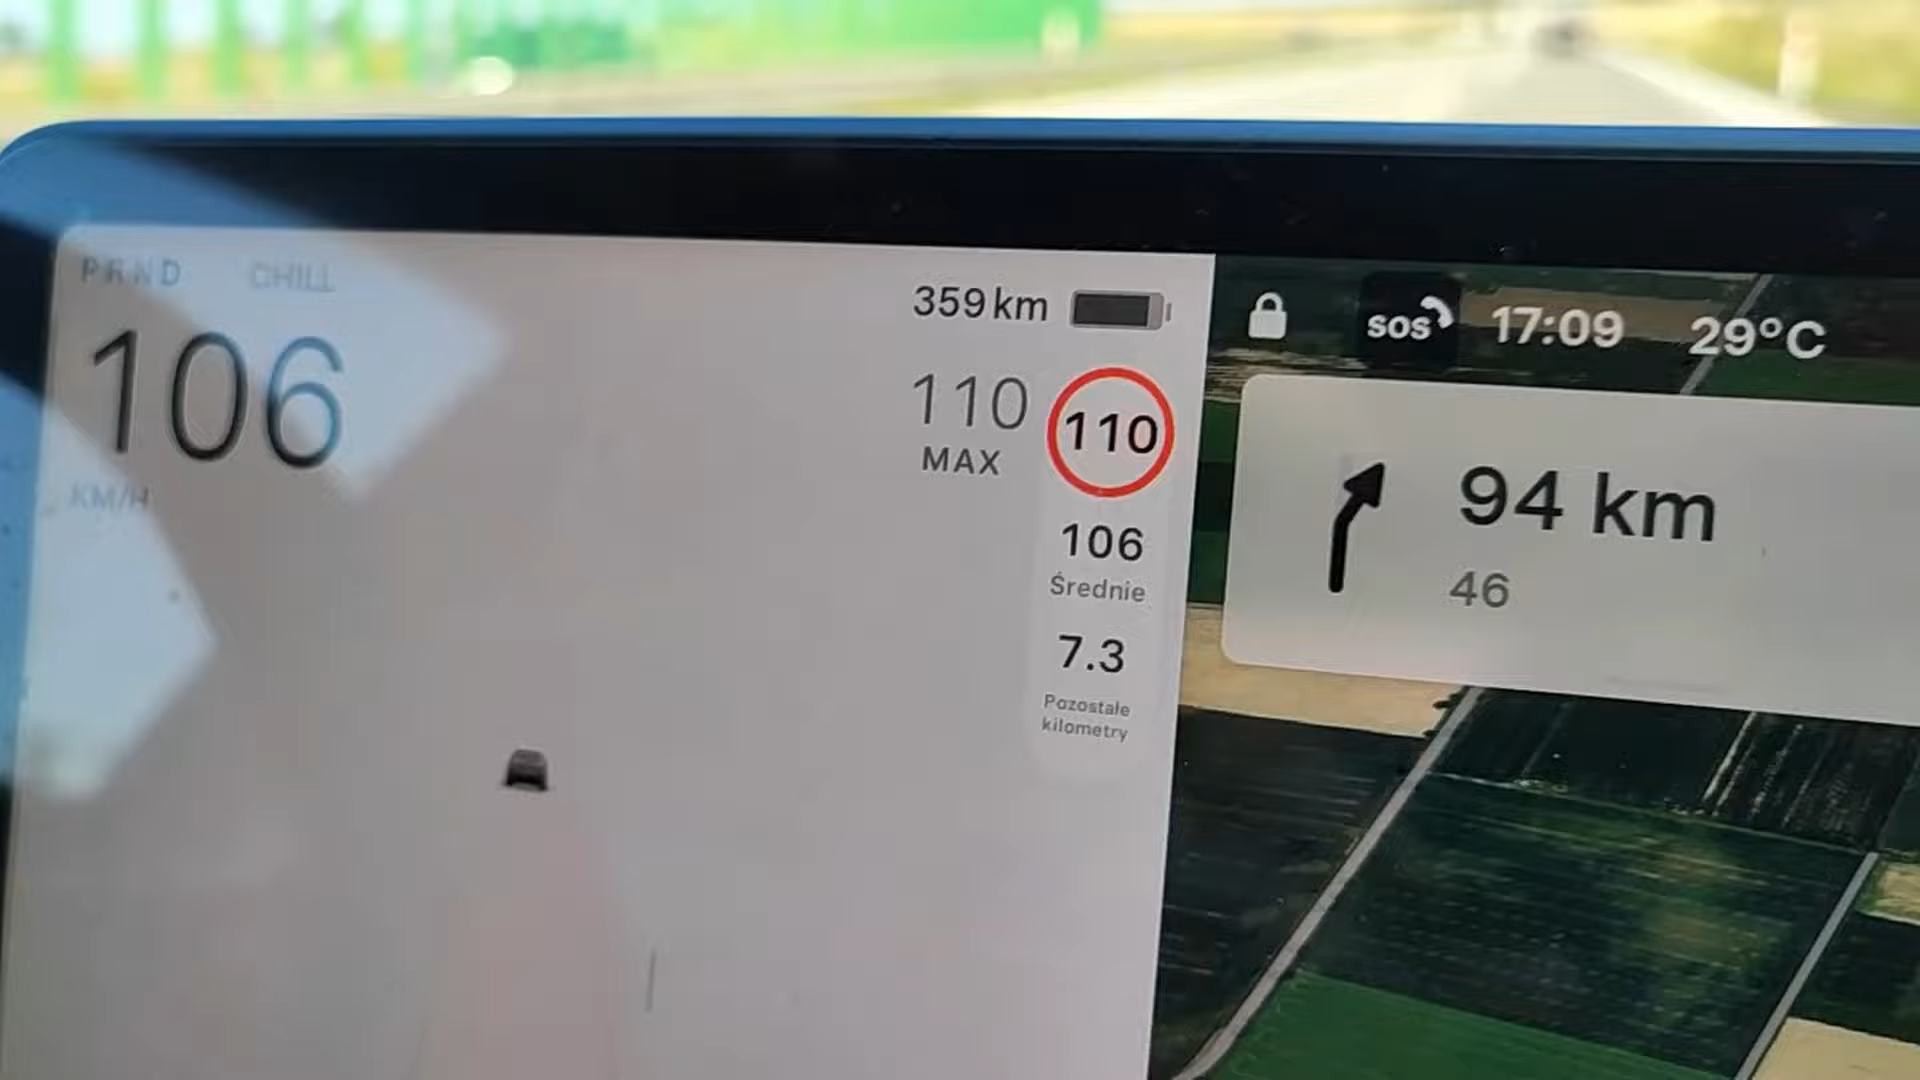 PRND CHILL
106
KM/H
359 km
110
MAX
110
106
Średnie
7.3
Pozostałe
kilometry
SOS 17:09 29°C
94 km
46